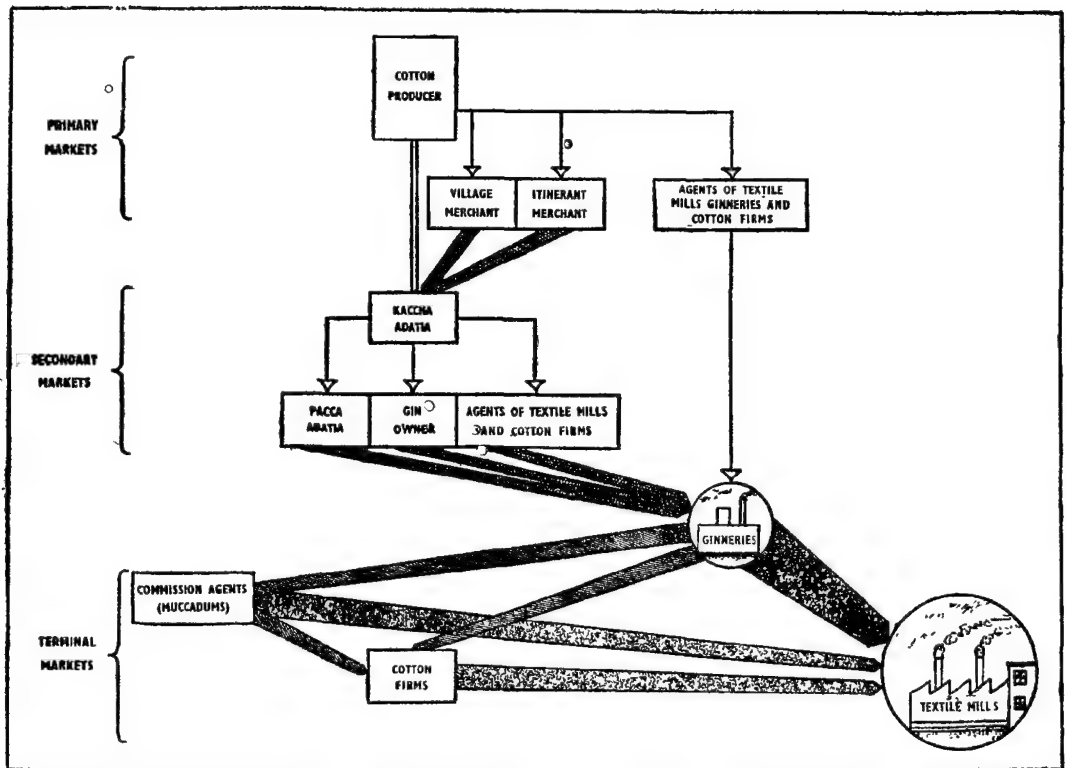 COTTON
PRODUCER
PRIMARY
MARKETS
VILLAGE
MERCHANT
ITINERANT
MERCHANT
AGENTS OF TEXTILE
MILLS GINNERIES AND
COTTON FIRMS
KACCHA
ADATIA
SECONDARY
MARKETS
PACCA
ADATIA
GIN
OWNER
AGENTS OF TEXTILE MILLS
AND COTTON FIRMS
GINNERIES
COMMISSION AGENTS
(MUCCADUMS)
TERMINAL
MARKETS
COTTON
FIRMS
TEXTILE MILLS